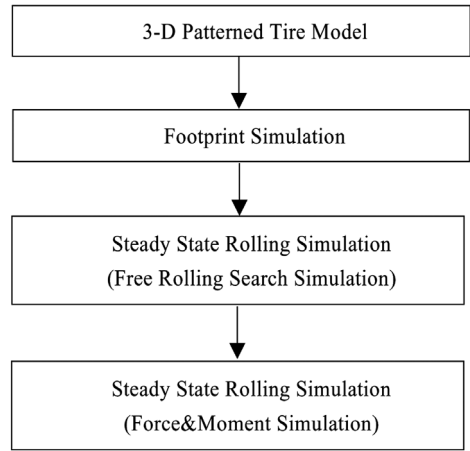 3-D Patterned Tire Model
Footprint Simulation
Steady State Rolling Simulation
(Free Rolling Search Simulation)
Steady State Rolling Simulation
(Force&Moment Simulation)